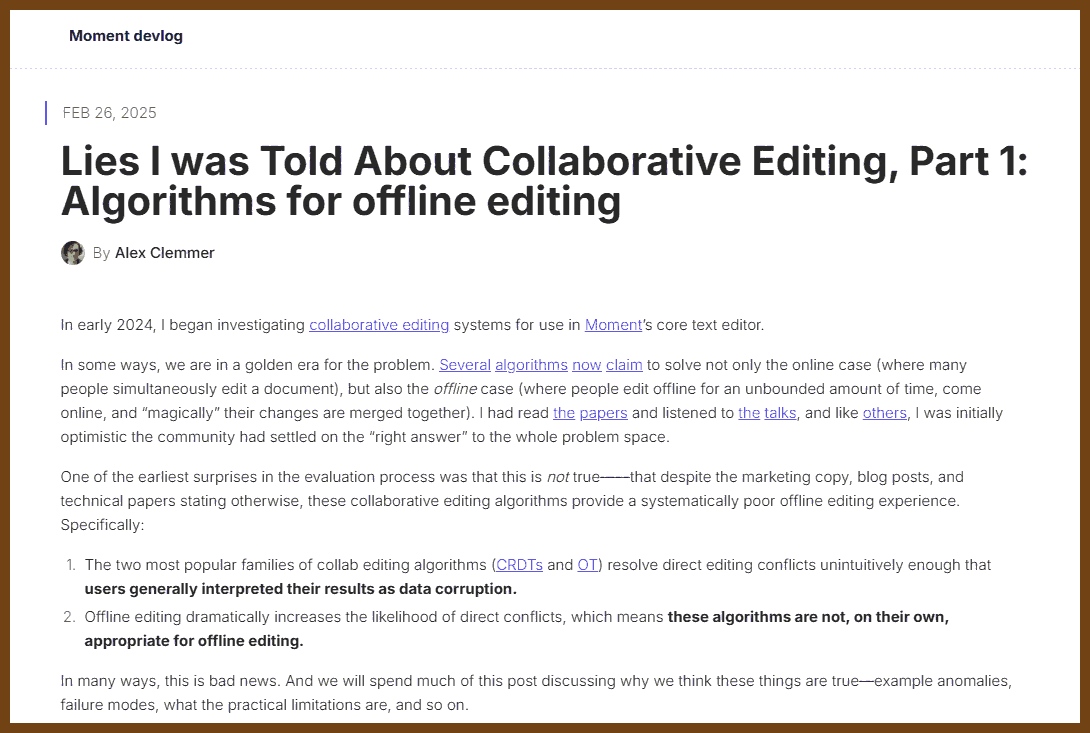 Moment devlog
FEB 26, 2025
Lies I was Told About Collaborative Editing, Part 1:
Algorithms for offline editing
By Alex Clemmer
In early 2024, I began investigating collaborative editing systems for use in Moment's core text editor.
In some ways, we are in a golden era for the problem. Several algorithms now claim to solve not only the online case (where many
people simultaneously edit a document), but also the offline case (where people edit offline for an unbounded amount of time, come
online, and “magically” their changes are merged together). I had read the papers and listened to the talks, and like others, I was initially
optimistic the community had settled on the “right answer” to the whole problem space.
One of the earliest surprises in the evaluation process was that this is not true——that despite the marketing copy, blog posts, and
technical papers stating otherwise, these collaborative editing algorithms provide a systematically poor offline editing experience.
Specifically:
1. The two most popular families of collab editing algorithms (CRDTs and OT) resolve direct editing conflicts unintuitively enough that
users generally interpreted their results as data corruption.
2. Offline editing dramatically increases the likelihood of direct conflicts, which means these algorithms are not, on their own,
appropriate for offline editing.
In many ways, this is bad news. And we will spend much of this post discussing why we think these things are true—example anomalies,
failure modes, what the practical limitations are, and so on.